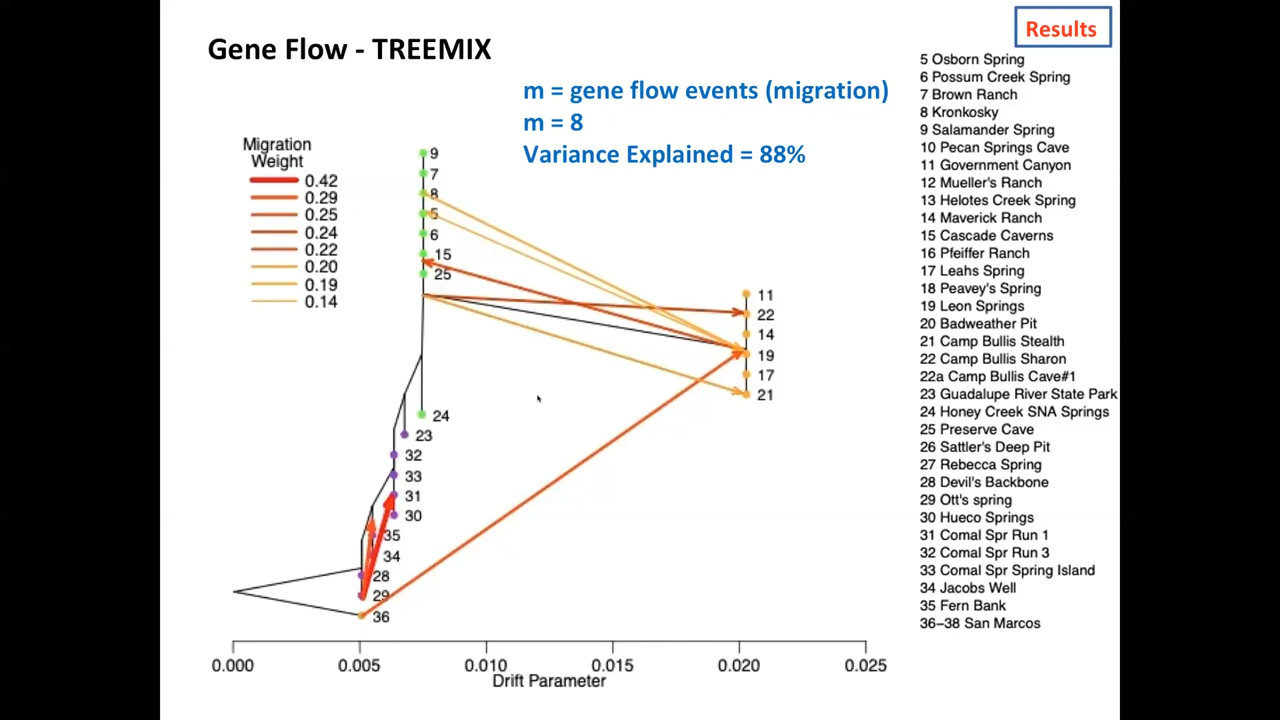 Results
Gene Flow - TREEMIX
m = gene flow events (migration)
m = 8
Variance Explained = 88%
Migration
Weight
0.42
0.29
0.25
0.24
0.22
0.20
0.19
0.14
9
7
8
5
6
15
25
11
22
14
19
17
21
24
23
32
33
31
30
35
34
28
29
36
0.000
0.005
0.010
0.015
0.020
0.025
Drift Parameter
5 Osborn Spring
6 Possum Creek Spring
7 Brown Ranch
8 Kronkosky
9 Salamander Spring
10 Pecan Springs Cave
11 Government Canyon
12 Mueller's Ranch
13 Helotes Creek Spring
14 Maverick Ranch
15 Cascade Caverns
16 Pfeiffer Ranch
17 Leahs Spring
18 Peavey's Spring
19 Leon Springs
20 Badweather Pit
21 Camp Bullis Stealth
22 Camp Bullis Sharon
22a Camp Bullis Cave#1
23 Guadalupe River State Park
24 Honey Creek SNA Springs
25 Preserve Cave
26 Sattler's Deep Pit
27 Rebecca Spring
28 Devil's Backbone
29 Ott's spring
30 Hueco Springs
31 Comal Spr Run 1
32 Comal Spr Run 3
33 Comal Spr Spring Island
34 Jacobs Well
35 Fern Bank
36–38 San Marcos